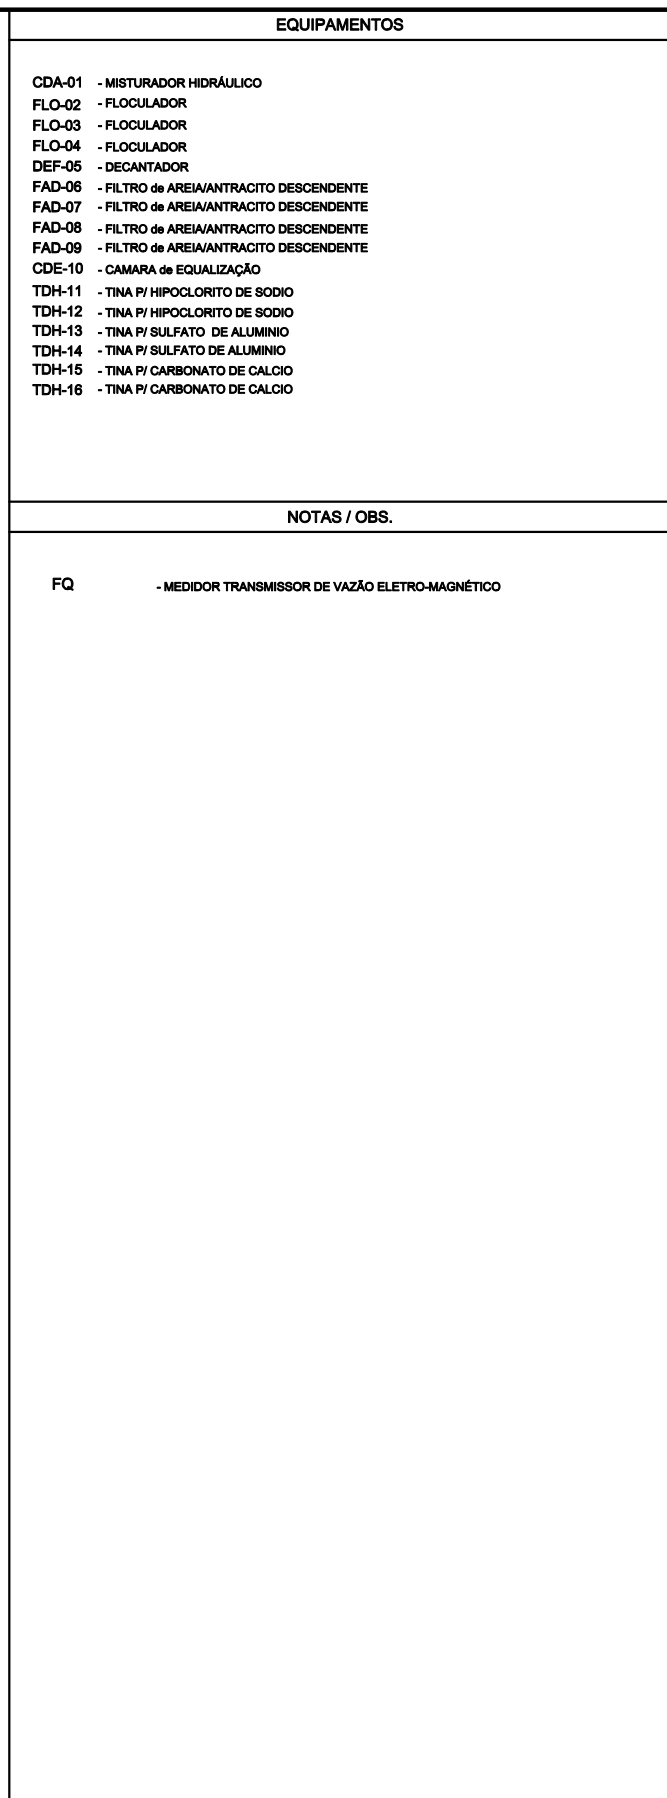 EQUIPAMENTOS
CDA-01 - MISTURADOR HIDRÁULICO
FLO-02 - FLOCULADOR
FLO-03 - FLOCULADOR
FLO-04 - FLOCULADOR
DEF-05 - DECANTADOR
FAD-06 - FILTRO de AREIA/ANTRACITO DESCENDENTE
FAD-07 - FILTRO de AREIA/ANTRACITO DESCENDENTE
FAD-08 - FILTRO de AREIA/ANTRACITO DESCENDENTE
FAD-09 - FILTRO de AREIA/ANTRACITO DESCENDENTE
CDE-10 - CAMARA de EQUALIZAÇÃO
TDH-11 - TINA P/ HIPOCLORITO DE SODIO
TDH-12 - TINA P/ HIPOCLORITO DE SODIO
TDH-13 - TINA P/ SULFATO DE ALUMINIO
TDH-14 - TINA P/ SULFATO DE ALUMINIO
TDH-15 - TINA P/ CARBONATO DE CALCIO
TDH-16 - TINA P/ CARBONATO DE CALCIO
NOTAS / OBS.
FQ - MEDIDOR TRANSMISSOR DE VAZÃO ELETRO-MAGNÉTICO